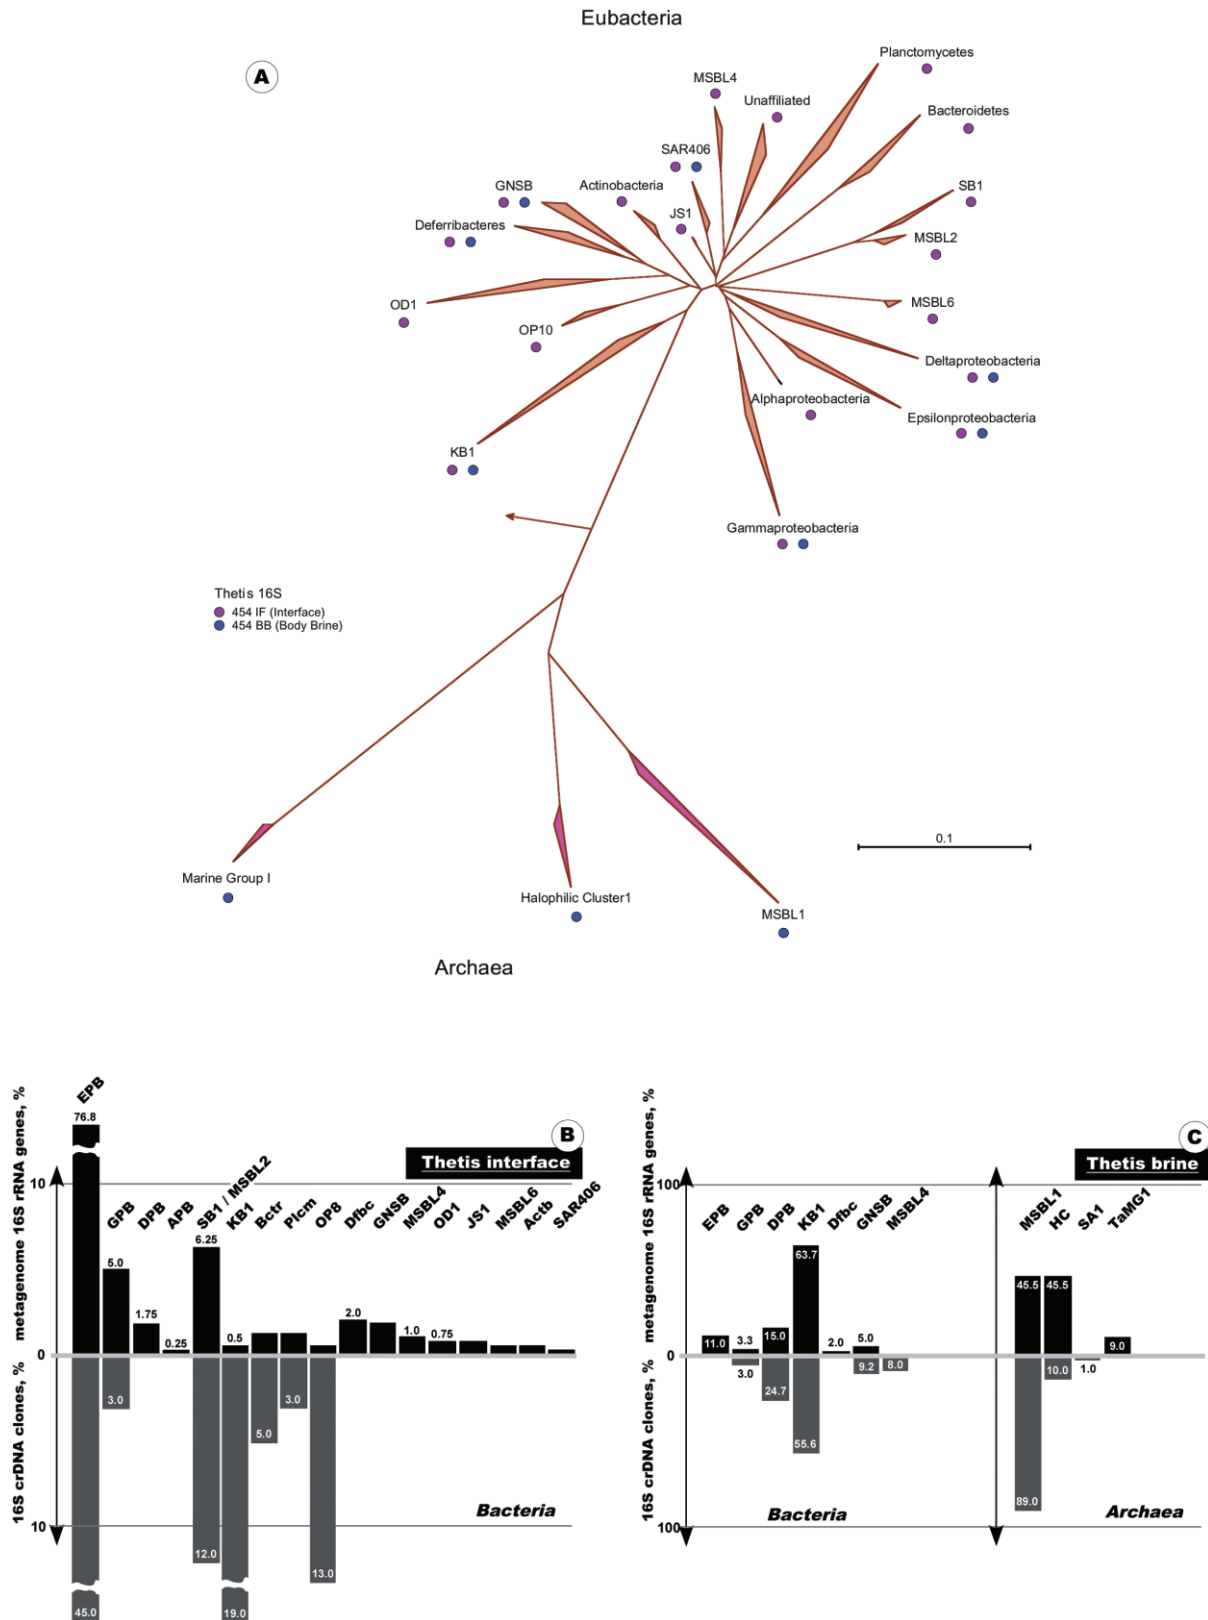 Eubacteria
A
Planctomycetes
MSBL4
Unaffiliated
Bacteroidetes
SAR406
GNSB
Actinobacteria
SB1
JS1
Deferribacteres
MSBL2
OD1
MSBL6
OP10
Deltaproteobacteria
Alphaproteobacteria
Epsilonproteobacteria
KB1
Gammaproteobacteria
Thetis 16S
454 IF (Interface)
454 BB (Body Brine)
0.1
Marine Group I
Halophilic Cluster1
MSBL1
Archaea
B
Thetis interface
metagenome 16S rRNA genes, %
16S crDNA clones, %
10
0
10
EPB
GPB
DPB
APB
SB1 / MSBL2
KB1
Bctr
Plcm
OP8
Dfbc
GNSB
MSBL4
OD1
JS1
MSBL6
Actb
SAR406
76.8
5.0
1.75
0.25
6.25
0.5
2.0
1.0
0.75
3.0
5.0
3.0
12.0
13.0
45.0
19.0
Bacteria
C
Thetis brine
metagenome 16S rRNA genes, %
16S crDNA clones, %
100
0
100
EPB
GPB
DPB
KB1
Dfbc
GNSB
MSBL4
MSBL1
HC
SA1
TaMG1
63.7
45.5
45.5
11.0
3.3
15.0
2.0
5.0
9.0
3.0
24.7
9.2
8.0
10.0
1.0
55.6
89.0
Bacteria
Archaea